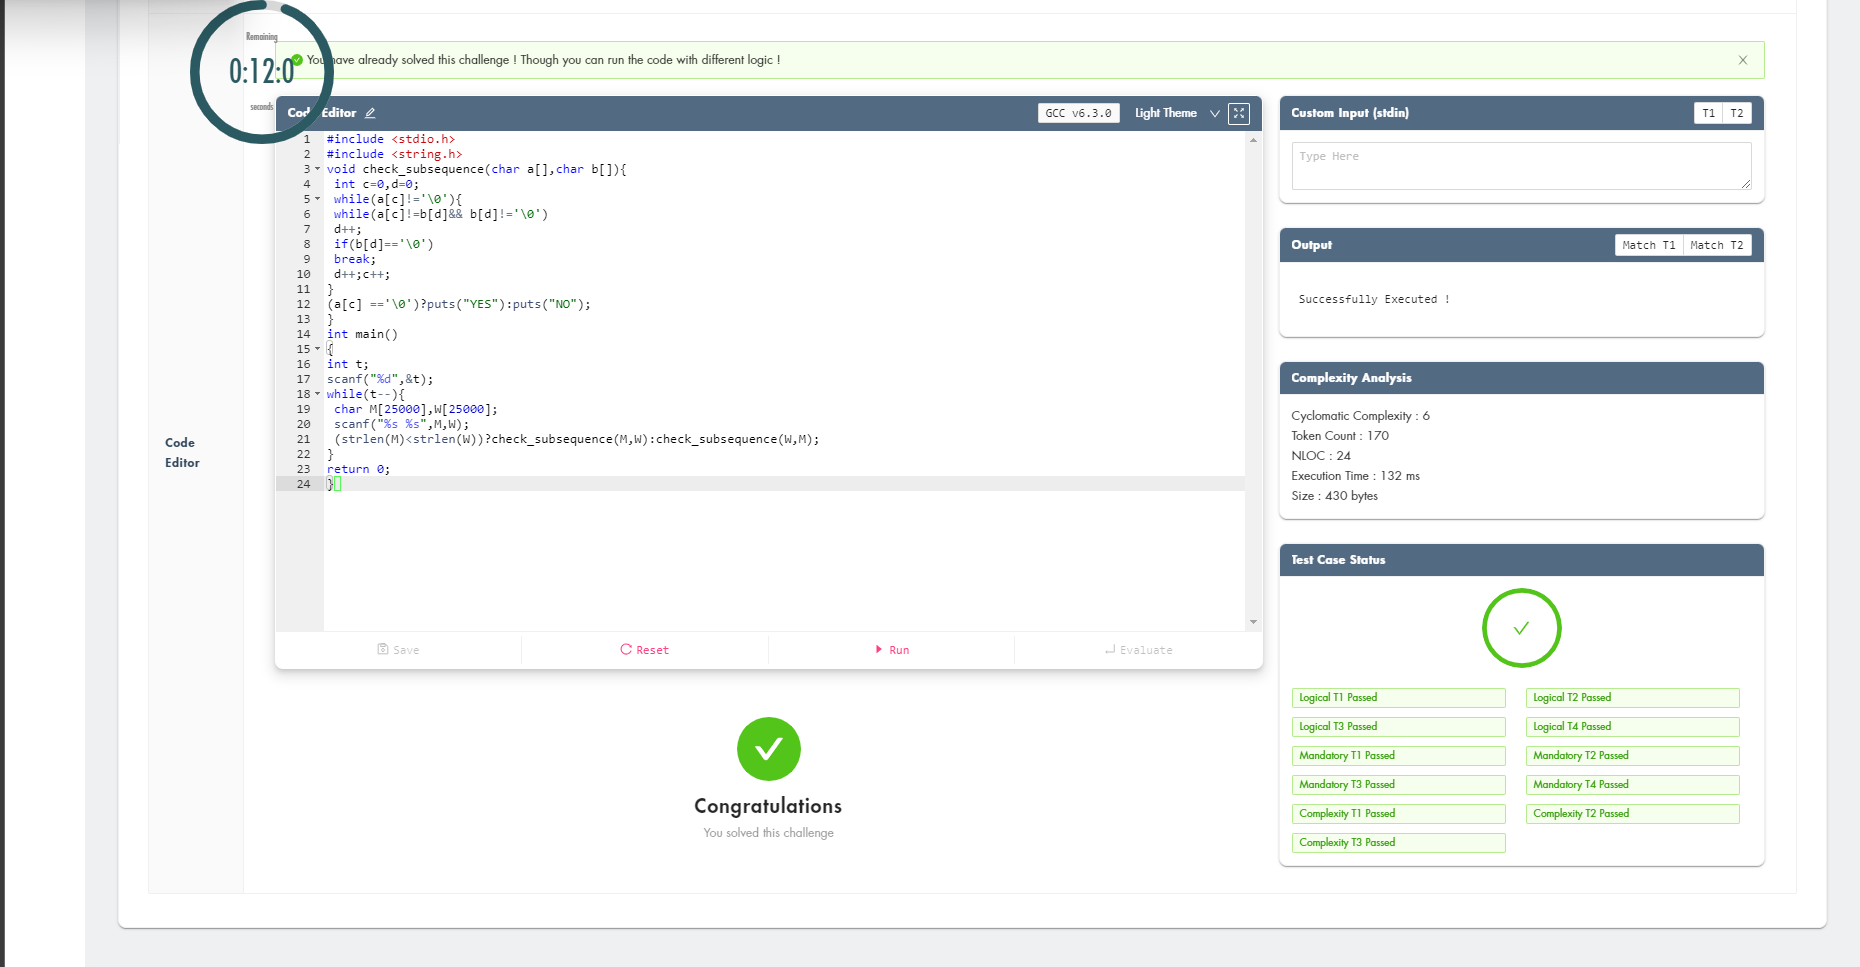 Remaining
0:12:0
seconds
You have already solved this challenge ! Though you can run the code with different logic !
Code Editor
GCC v6.3.0
Light Theme
1 #include <stdio.h>
2 #include <string.h>
3 void check_subsequence(char a[],char b[]){
4 int c=0,d=0;
5 while(a[c]!='\0'){
6 while(a[c]!=b[d]&& b[d]!='\0')
7 d++;
8 if(b[d]=='\0')
9 break;
10 d++;c++;
11 }
12 (a[c] =='\0')?puts("YES"):puts("NO");
13 }
14 int main()
15 {
16 int t;
17 scanf("%d",&t);
18 while(t--){
19 char M[25000],W[25000];
20 scanf("%s %s",M,W);
21 (strlen(M)<strlen(W))?check_subsequence(M,W):check_subsequence(W,M);
22 }
23 return 0;
24 }
Code
Editor
Save
Reset
Run
Evaluate
Congratulations
You solved this challenge
Custom Input (stdin)
T1 T2
Type Here
Output
Match T1 Match T2
Successfully Executed !
Complexity Analysis
Cyclomatic Complexity : 6
Token Count : 170
NLOC : 24
Execution Time : 132 ms
Size : 430 bytes
Test Case Status
Logical T1 Passed
Logical T2 Passed
Logical T3 Passed
Logical T4 Passed
Mandatory T1 Passed
Mandatory T2 Passed
Mandatory T3 Passed
Mandatory T4 Passed
Complexity T1 Passed
Complexity T2 Passed
Complexity T3 Passed